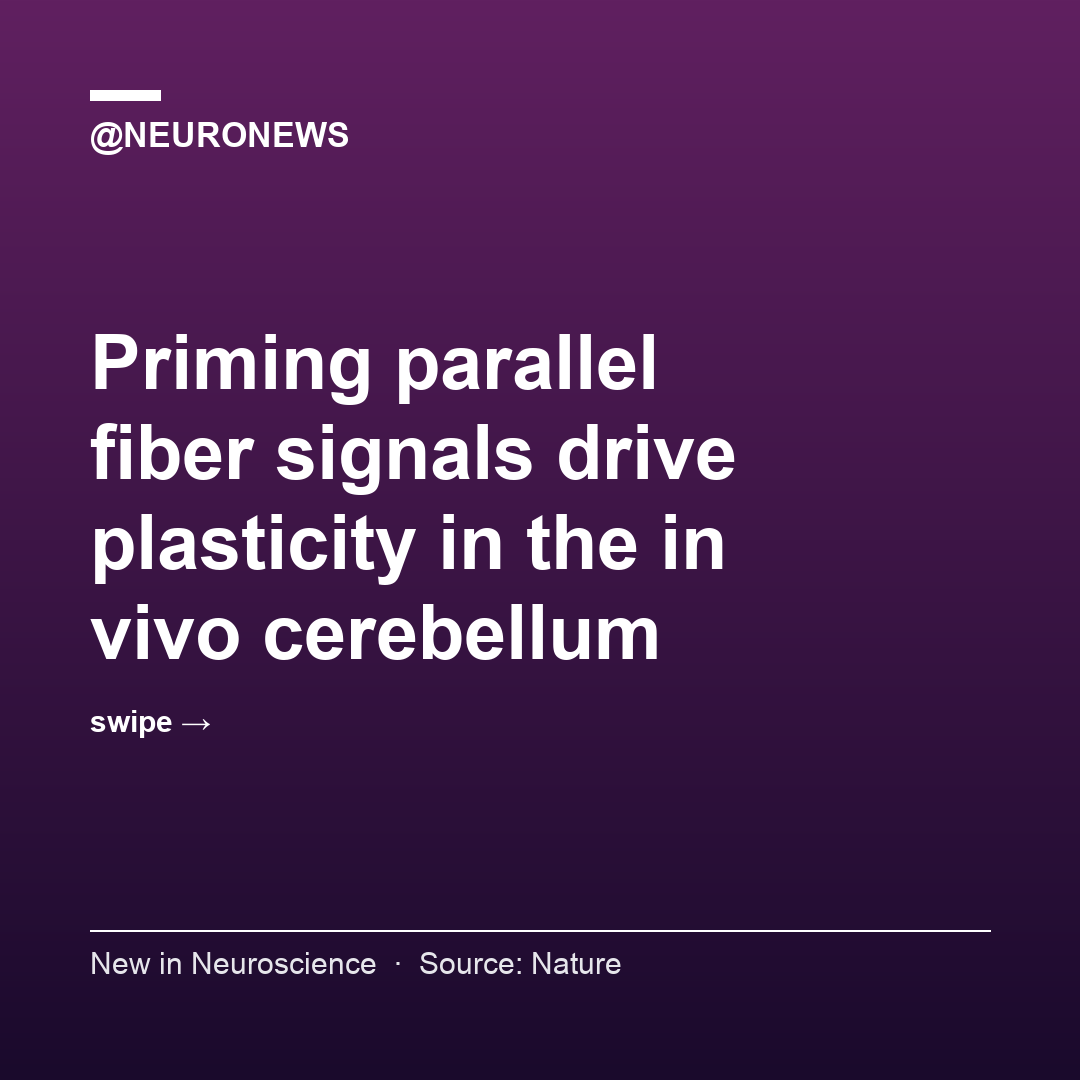 @NEURONEWS
Priming parallel
fiber signals drive
plasticity in the in
vivo cerebellum
swipe →
New in Neuroscience · Source: Nature